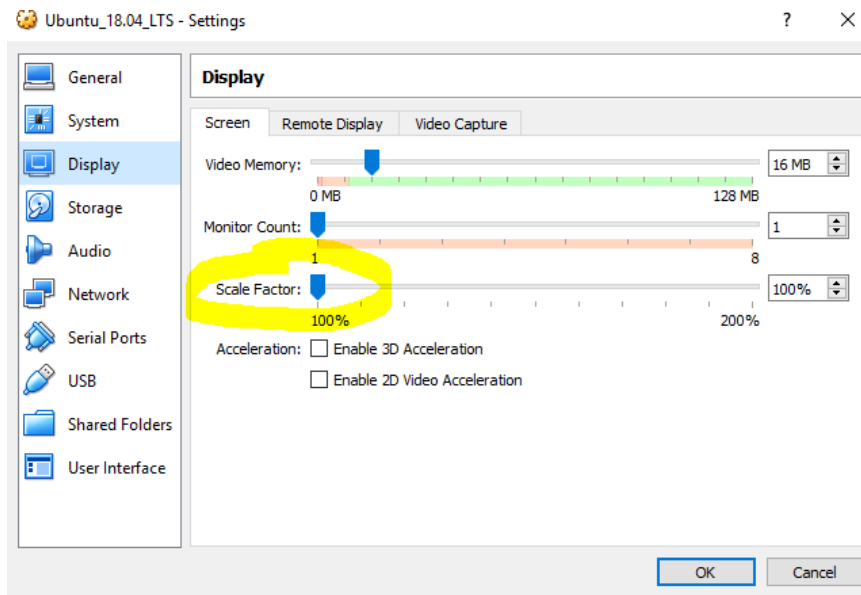 Ubuntu_18.04_LTS - Settings ? ×
General
System
Display
Storage
Audio
Network
Serial Ports
USB
Shared Folders
User Interface
Display
Screen Remote Display Video Capture
Video Memory: 16 MB
0 MB 128 MB
Monitor Count: 1
1 8
Scale Factor: 100%
100% 200%
Acceleration: Enable 3D Acceleration
Enable 2D Video Acceleration
OK Cancel